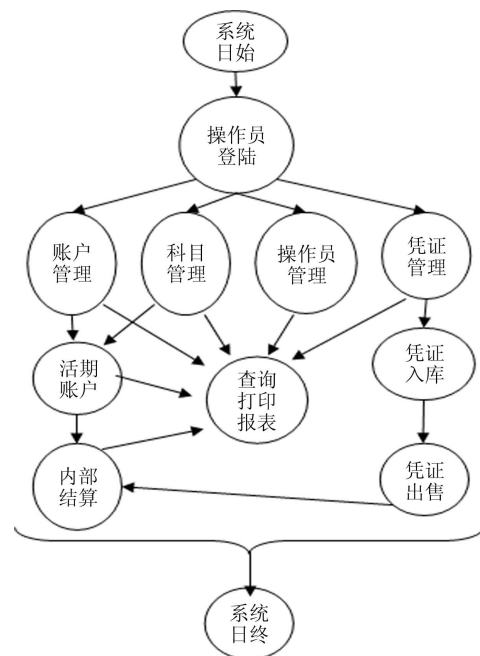 系统
日始
操作员
登陆
账户
管理
科目
管理
操作员
管理
凭证
管理
活期
账户
查询
打印
报表
凭证
入库
内部
结算
凭证
出售
系统
日终